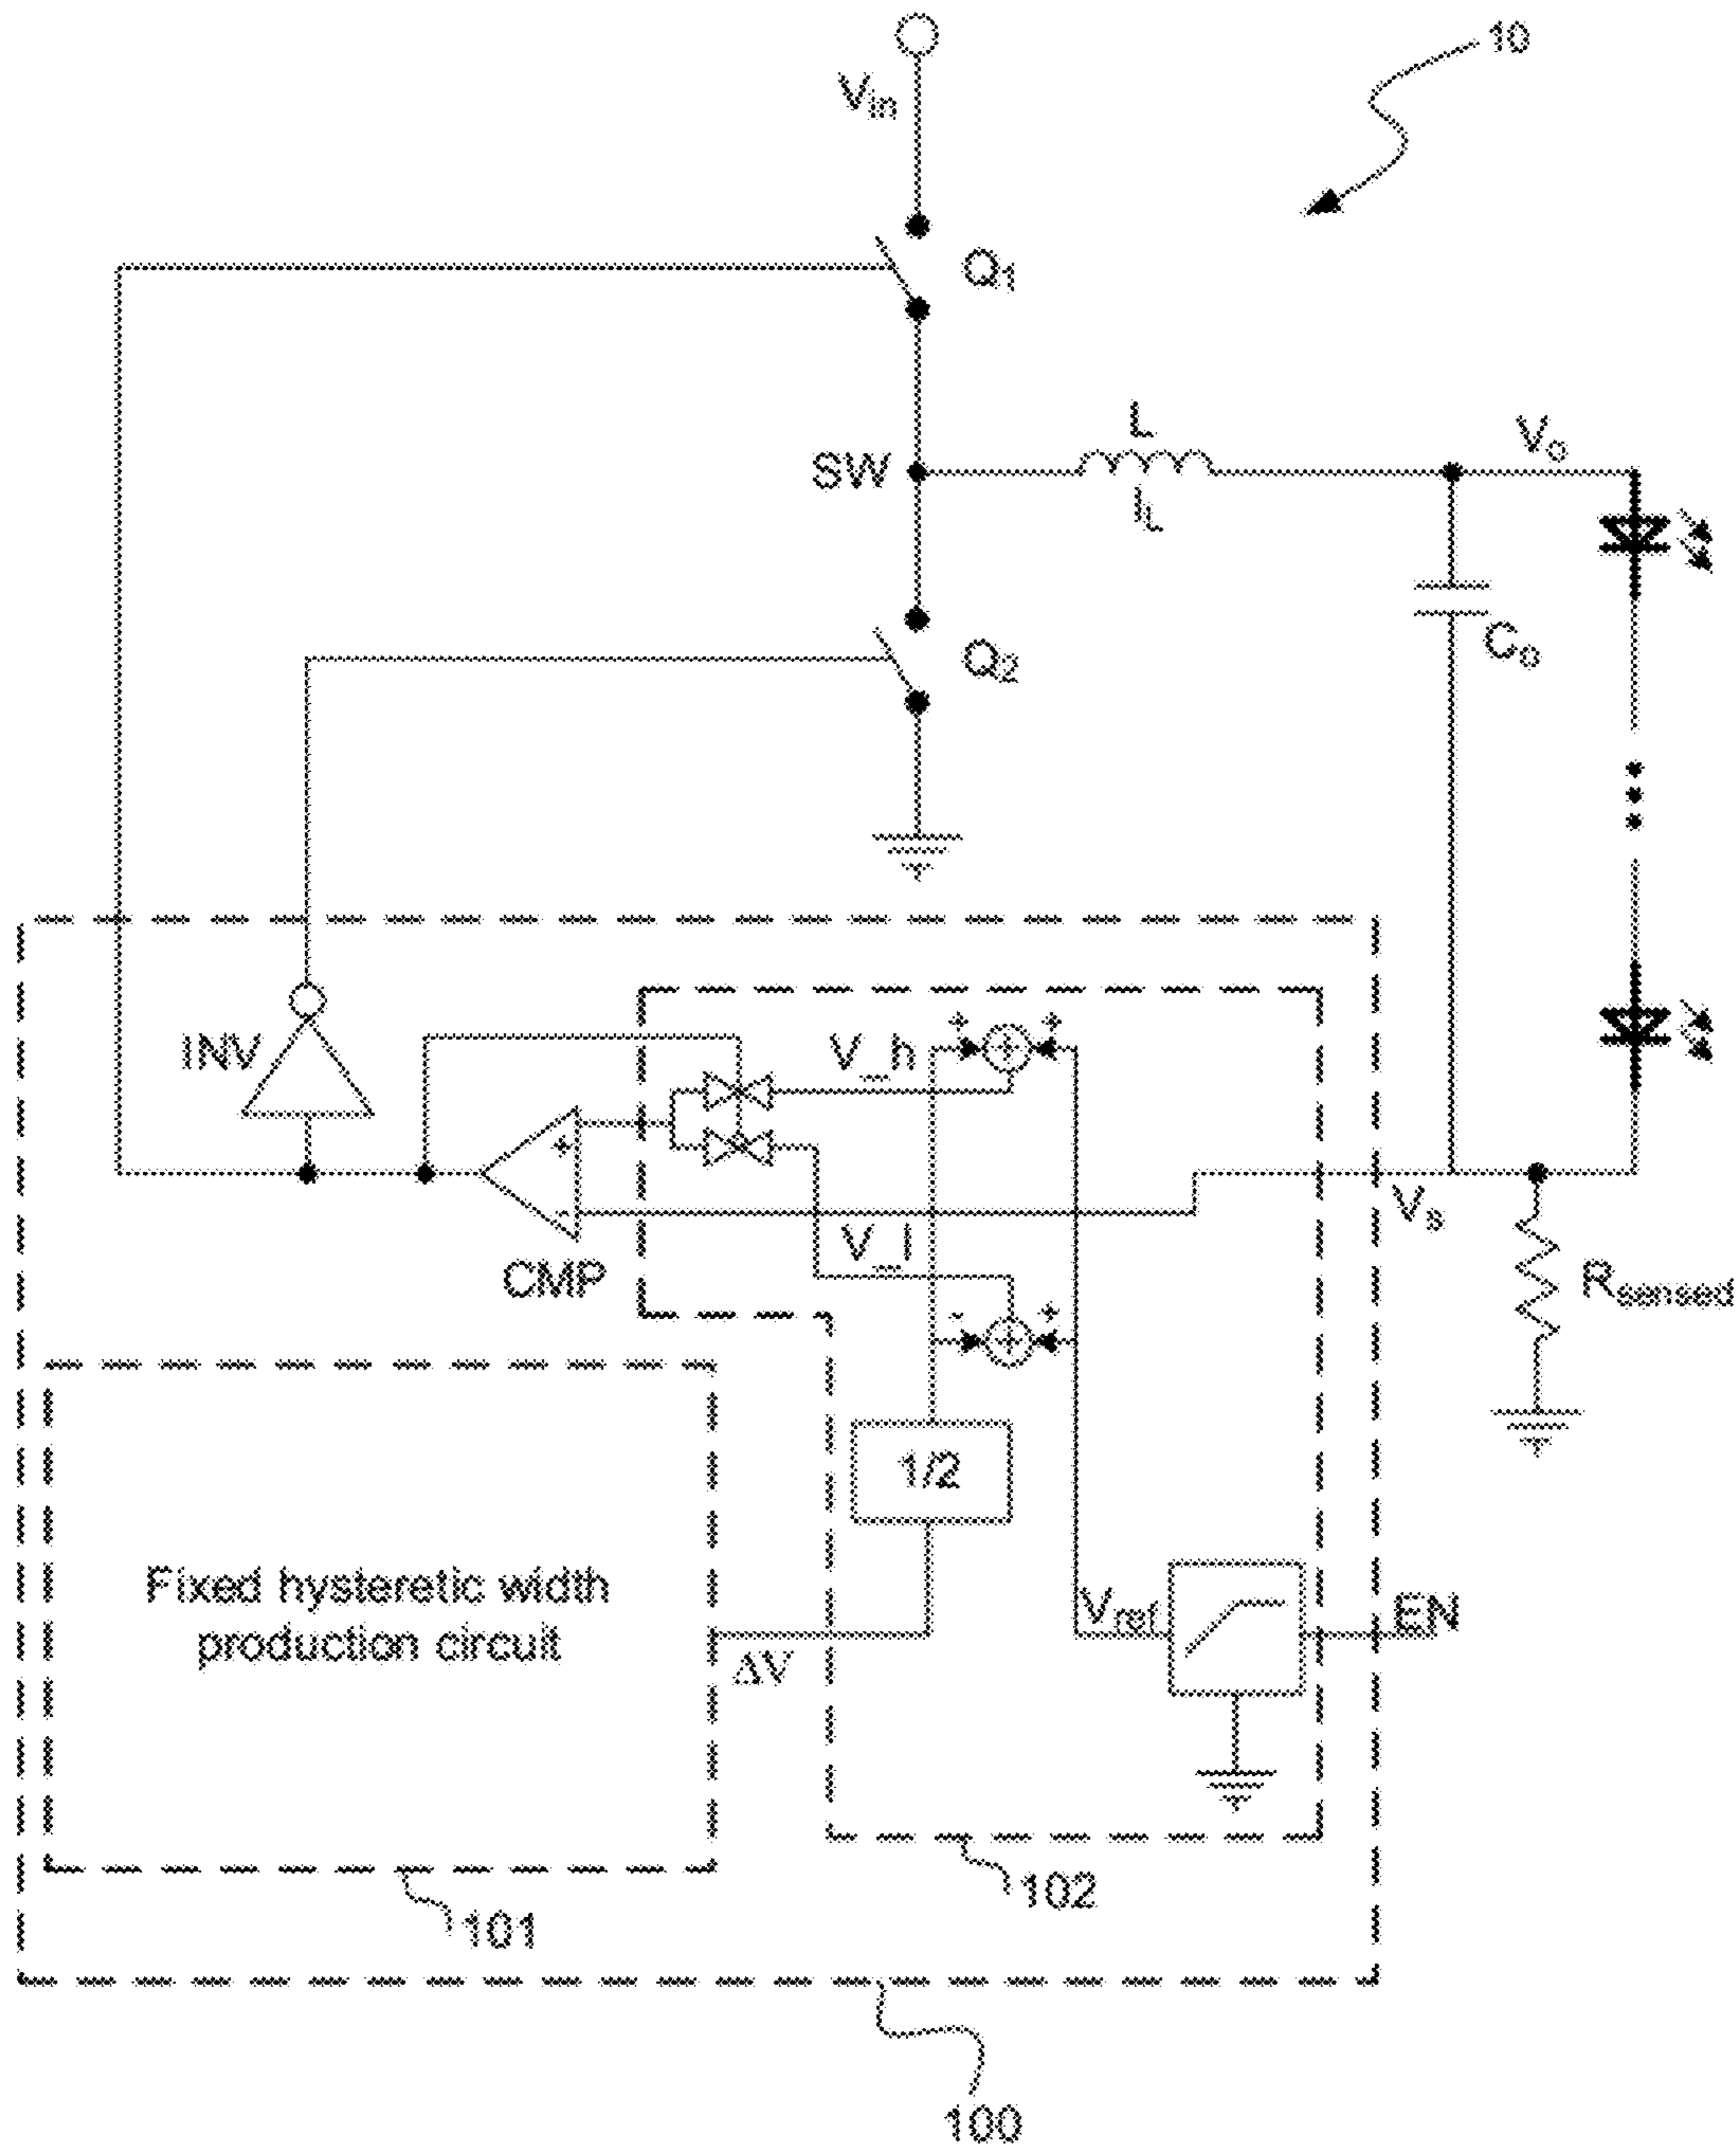 10
Vin
Q1
L
Vo
SW
IL
Q2
Co
INV
V_h
+
+
+
-
Vs
V_l
CMP
-
+
Rsensed
1/2
Fixed hysteretic width
production circuit
Vref
EN
ΔV
102
101
100